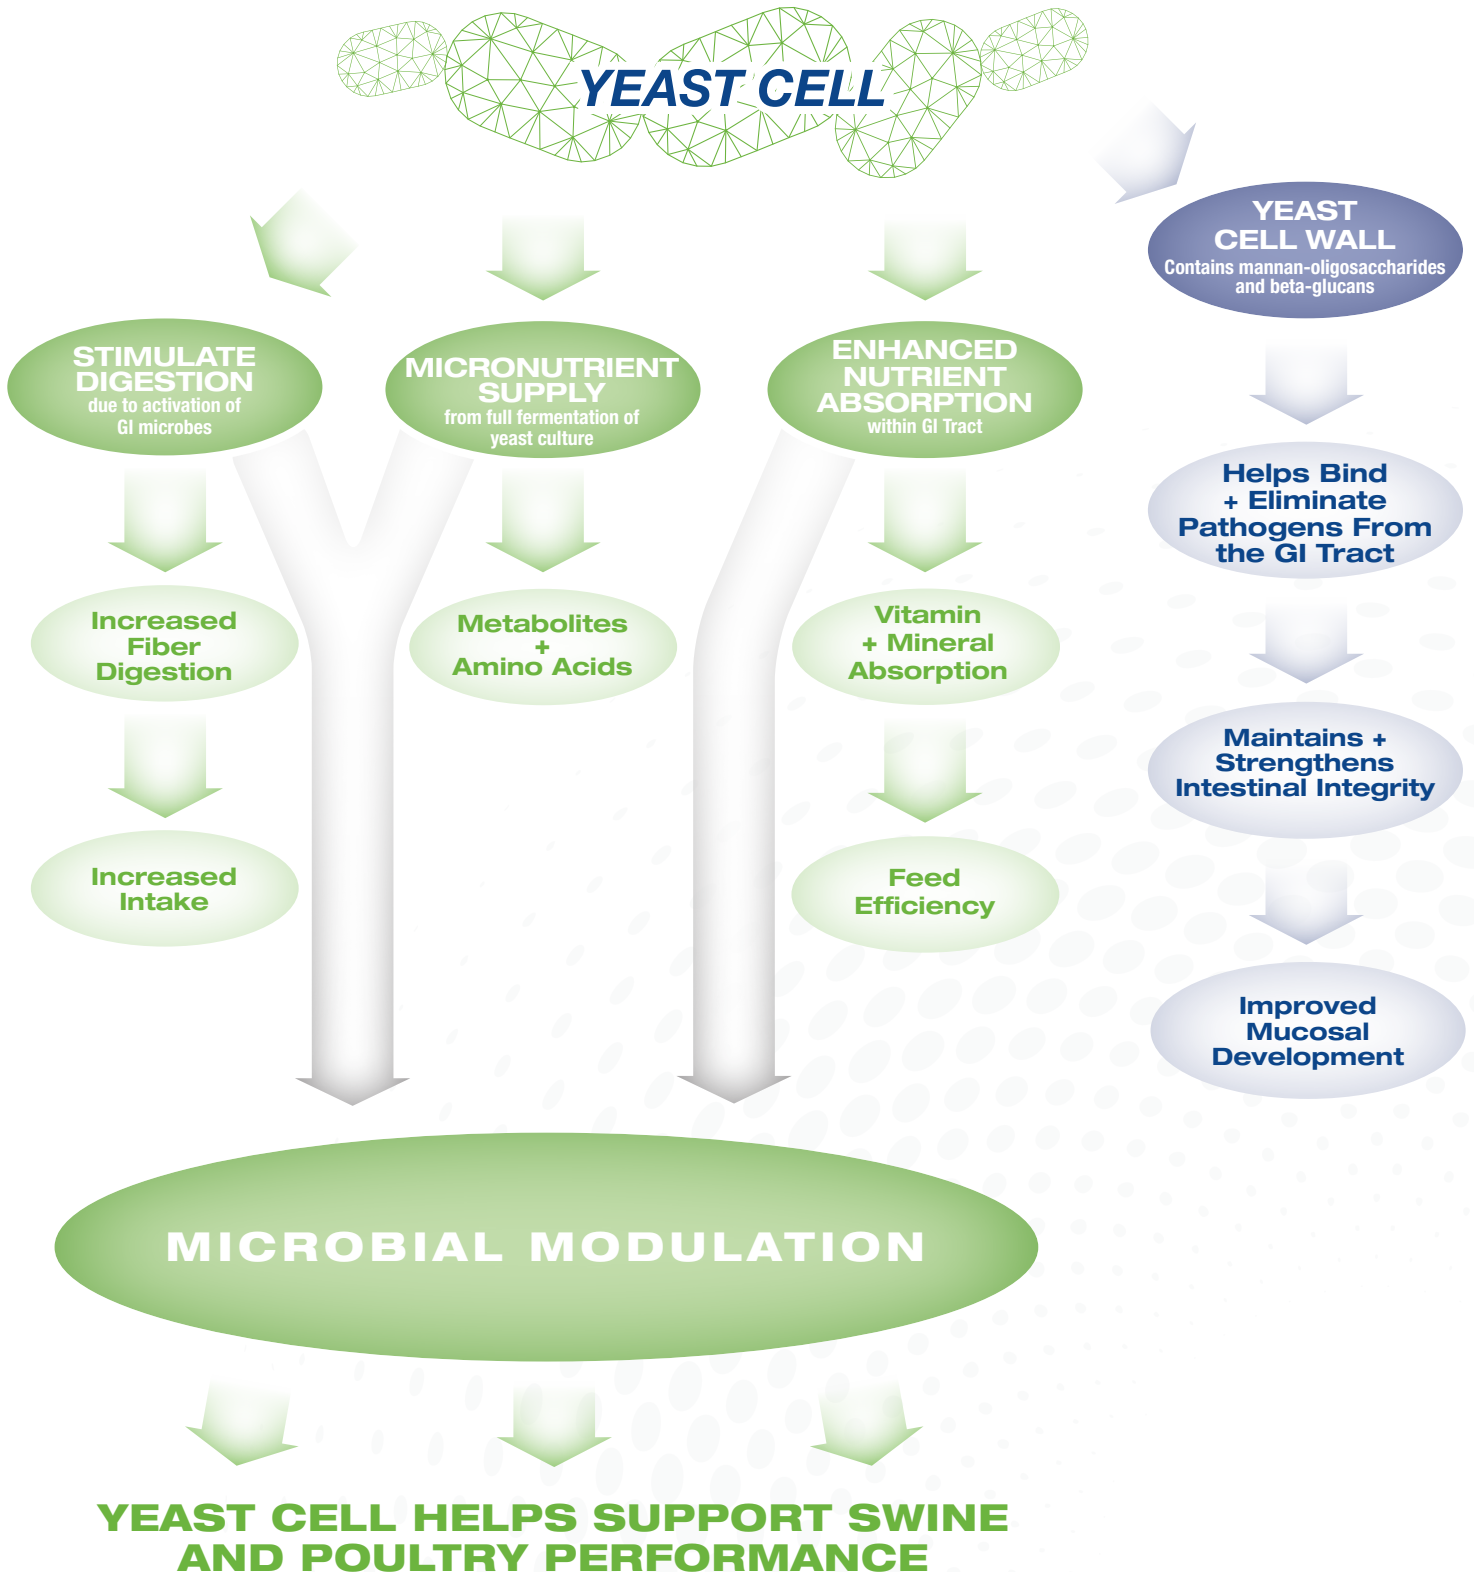 YEAST CELL
YEAST
CELL WALL
Contains mannan-oligosaccharides
and beta-glucans
STIMULATE
DIGESTION
due to activation of
GI microbes
MICRONUTRIENT
SUPPLY
from full fermentation of
yeast culture
ENHANCED
NUTRIENT
ABSORPTION
within GI Tract
Helps Bind
+ Eliminate
Pathogens From
the GI Tract
Increased
Fiber
Digestion
Metabolites
+
Amino Acids
Vitamin
+ Mineral
Absorption
Maintains +
Strengthens
Intestinal Integrity
Increased
Intake
Feed
Efficiency
Improved
Mucosal
Development
MICROBIAL MODULATION
YEAST CELL HELPS SUPPORT SWINE
AND POULTRY PERFORMANCE